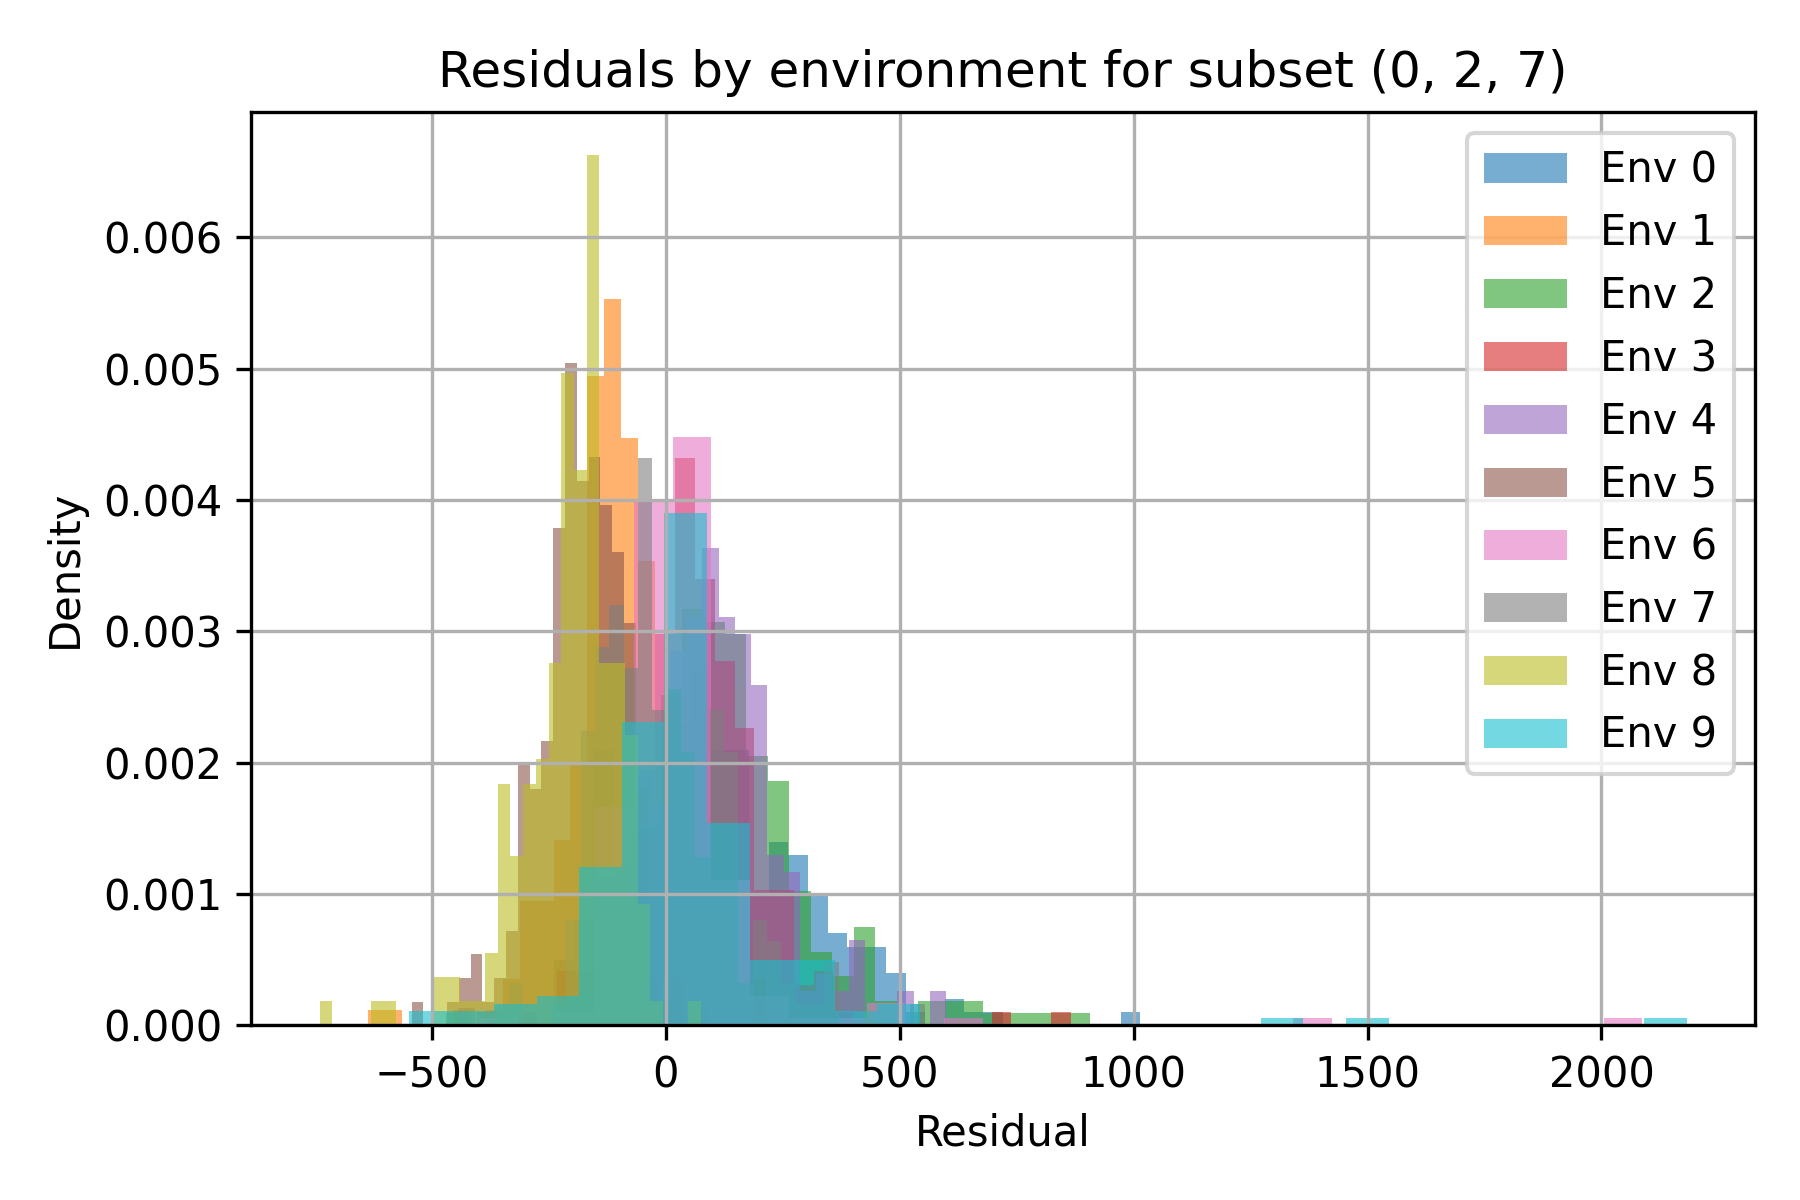 Residuals by environment for subset (0, 2, 7)
Density
0.006
0.005
0.004
0.003
0.002
0.001
0.000
−500
0
500
1000
1500
2000
Residual
Env 0
Env 1
Env 2
Env 3
Env 4
Env 5
Env 6
Env 7
Env 8
Env 9